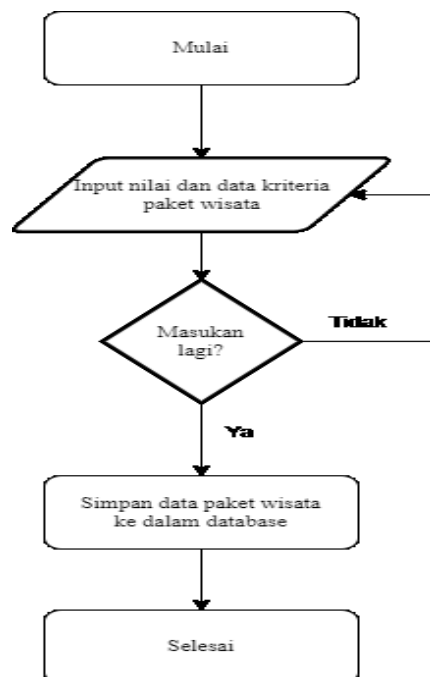 Mulai
Input nilai dan data kriteria
paket wisata
Masukan
lagi?
Tidak
Ya
Simpan data paket wisata
ke dalam database
Selesai